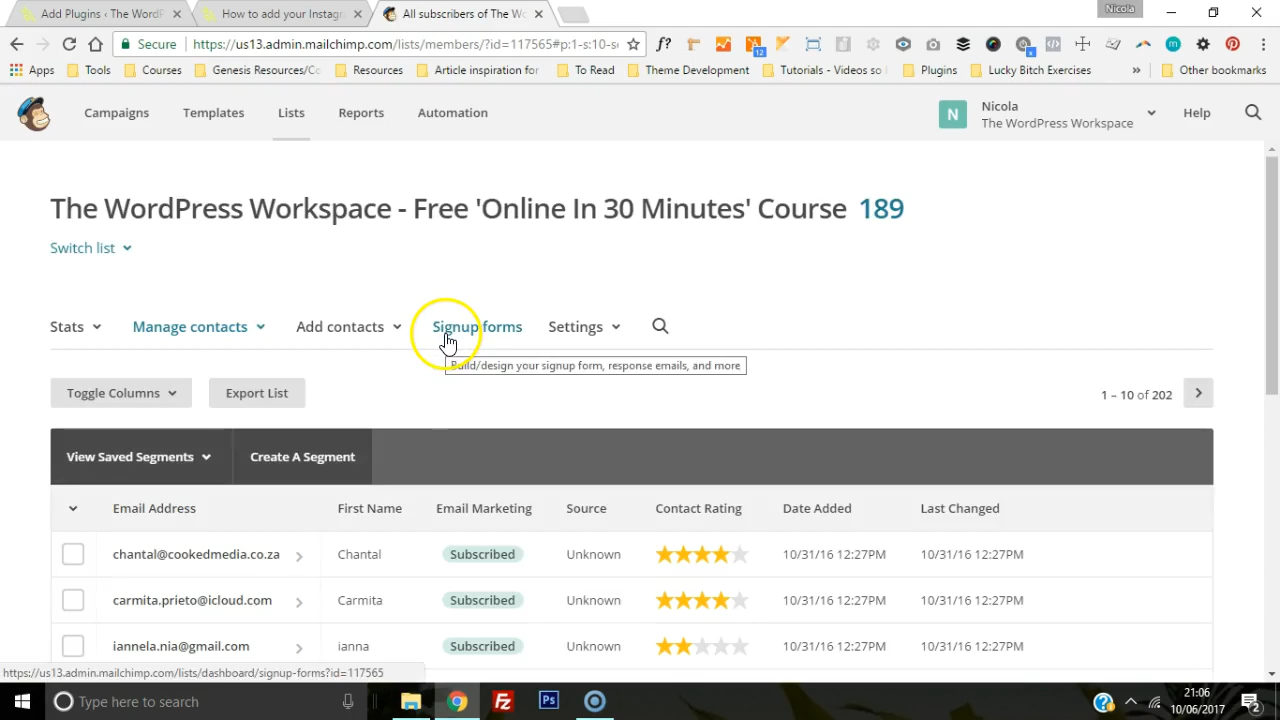 Nicola
Add Plugins ‹ The WordP
How to add your Instagr
All subscribers of The Wo
Secure
https://us13.admin.mailchimp.com/lists/members/?id=117565#p:1-s:10-s
f?
12
x
m
Apps
Tools
Courses
Genesis Resources/Co
Resources
Article inspiration for
To Read
Theme Development
Tutorials - Videos so
Plugins
Lucky Bitch Exercises
»
Other bookmarks
Campaigns
Templates
Lists
Reports
Automation
N
Nicola
The WordPress Workspace
Help
The WordPress Workspace - Free 'Online In 30 Minutes' Course 189
Switch list
Stats
Manage contacts
Add contacts
Signup forms
Settings
Build/design your signup form, response emails, and more
Toggle Columns
Export List
1 – 10 of 202
View Saved Segments
Create A Segment
Email Address
First Name
Email Marketing
Source
Contact Rating
Date Added
Last Changed
chantal@cookedmedia.co.za
Chantal
Subscribed
Unknown
10/31/16 12:27PM
10/31/16 12:27PM
carmita.prieto@icloud.com
Carmita
Subscribed
Unknown
10/31/16 12:27PM
10/31/16 12:27PM
iannela.nia@gmail.com
ianna
Subscribed
Unknown
10/31/16 12:27PM
10/31/16 12:27PM
https://us13.admin.mailchimp.com/lists/dashboard/signup-forms?id=117565
Type here to search
Fz
Ps
?
21:06
10/06/2017
2